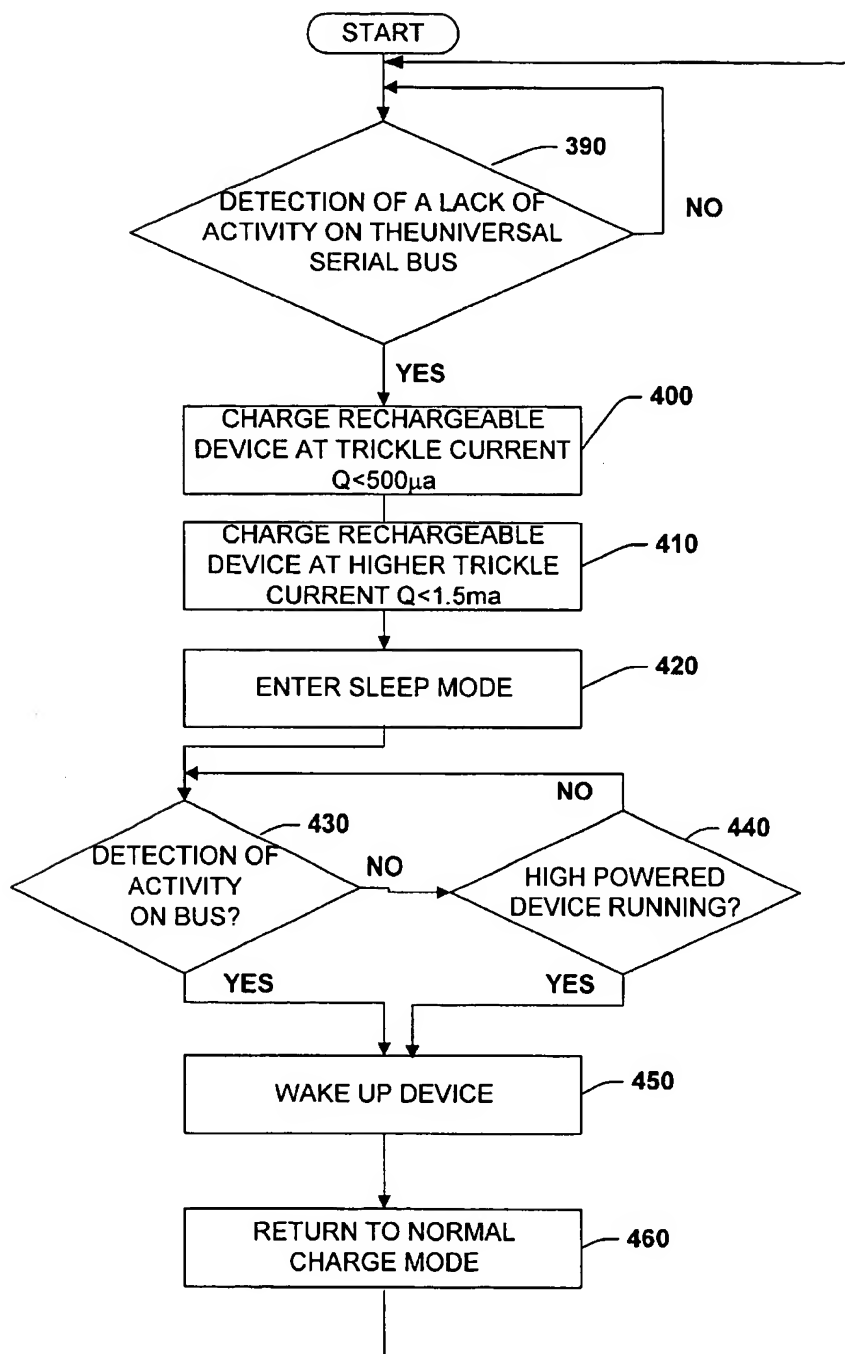 START
390
DETECTION OF A LACK OF
ACTIVITY ON THEUNIVERSAL
SERIAL BUS
NO
YES
400
CHARGE RECHARGEABLE
DEVICE AT TRICKLE CURRENT
Q<500μa
410
CHARGE RECHARGEABLE
DEVICE AT HIGHER TRICKLE
CURRENT Q<1.5ma
420
ENTER SLEEP MODE
NO
430
440
DETECTION OF
ACTIVITY
ON BUS?
NO
HIGH POWERED
DEVICE RUNNING?
YES
YES
450
WAKE UP DEVICE
460
RETURN TO NORMAL
CHARGE MODE